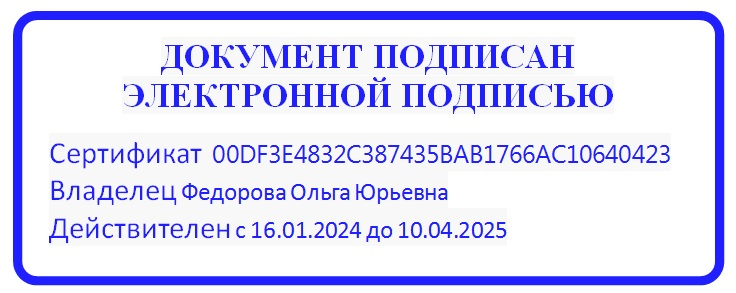 ДОКУМЕНТ ПОДПИСАН
ЭЛЕКТРОННОЙ ПОДПИСЬЮ
Сертификат 00DF3E4832C387435BAB1766AC10640423
Владелец Федорова Ольга Юрьевна
Действителен с 16.01.2024 до 10.04.2025